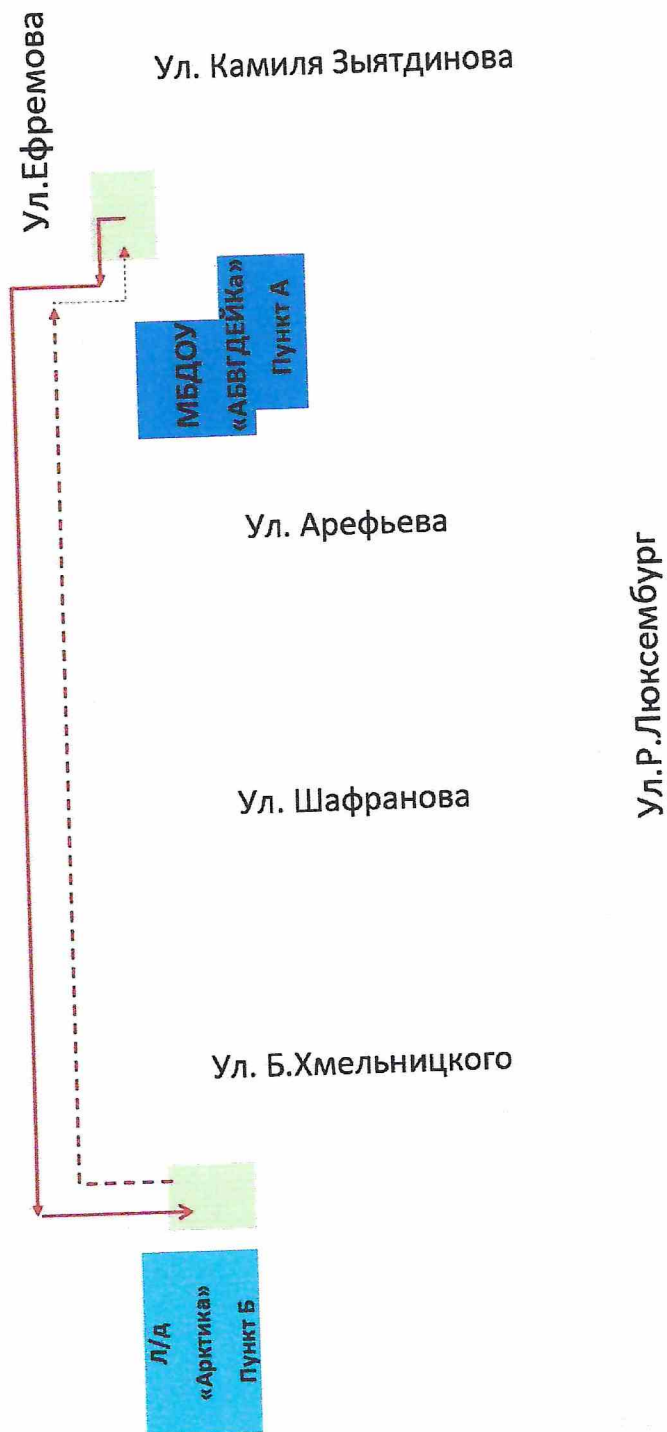 Ул.Ефремова
Ул. Камиля Зыятдинова
МБДОУ
«АБВГДЕЙКа»
Пункт А
Ул. Арефьева
Ул.Р.Люксембург
Ул. Шафранова
Ул. Б.Хмельницкого
Л/д
«Арктика»
Пункт Б